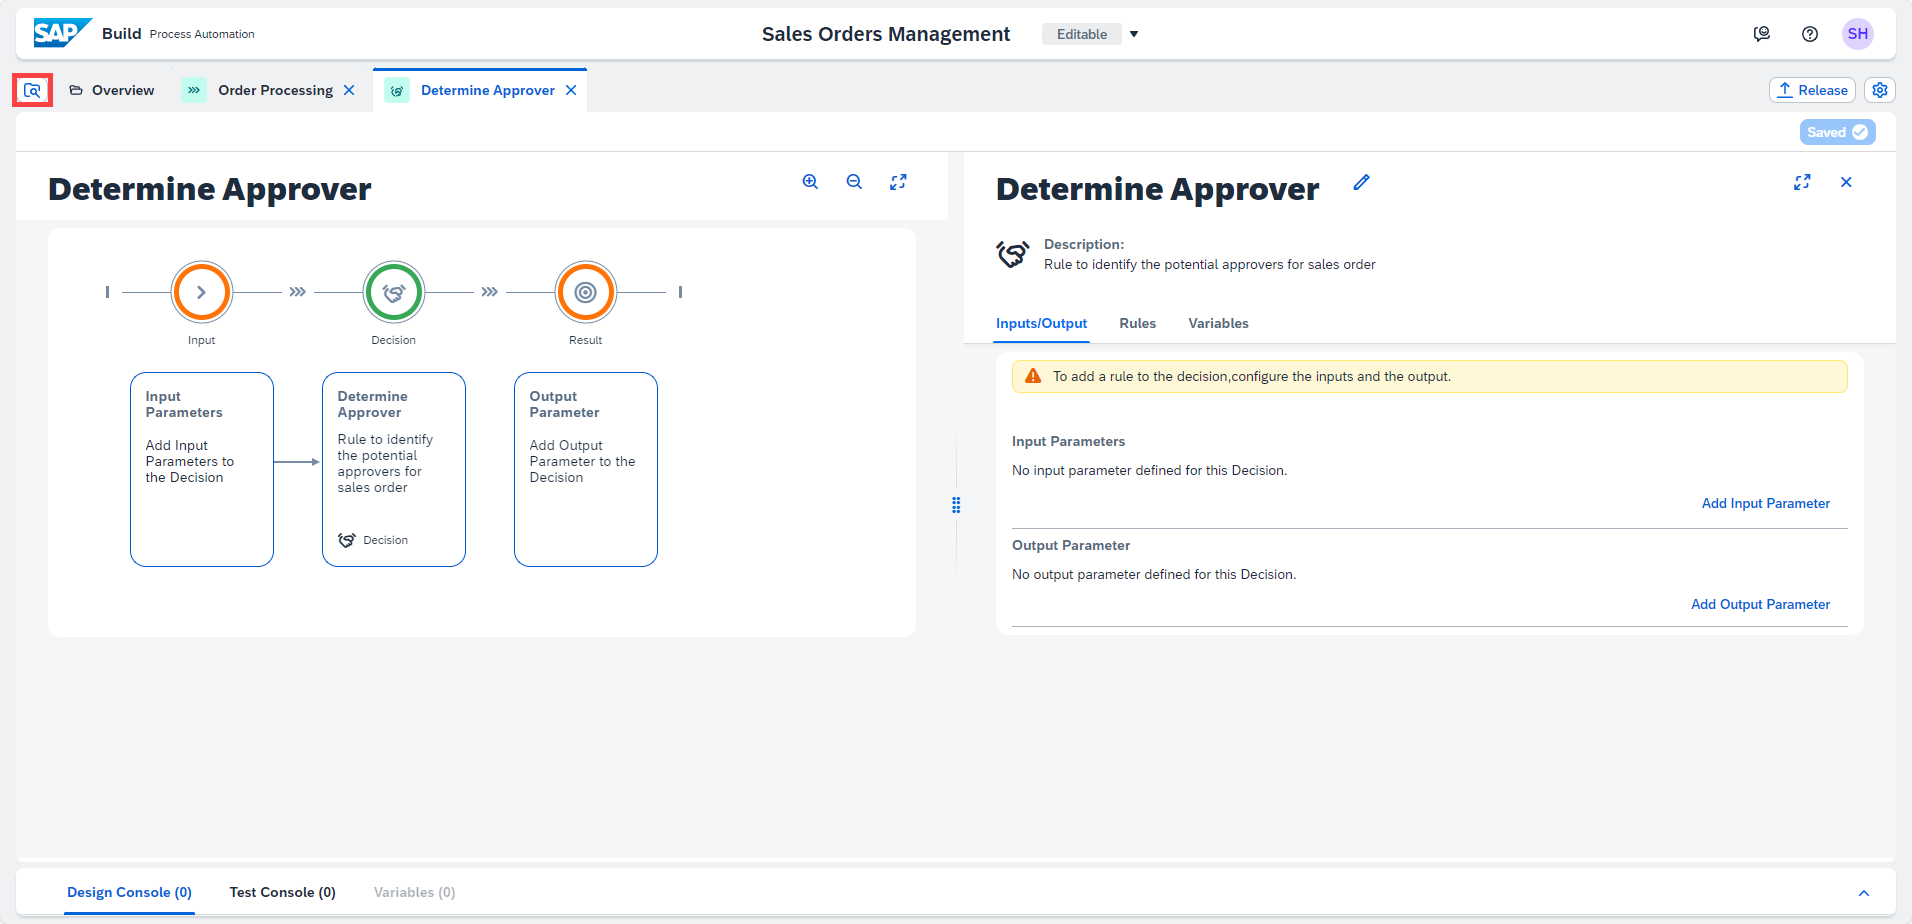 SAP Build Process Automation
Sales Orders Management
Editable
SH
Overview
Order Processing
Determine Approver
Release
Saved
Determine Approver
Input
Decision
Result
Input
Parameters
Add Input
Parameters to
the Decision
Determine
Approver
Rule to identify
the potential
approvers for
sales order
Decision
Output
Parameter
Add Output
Parameter to the
Decision
Determine Approver
Description:
Rule to identify the potential approvers for sales order
Inputs/Output
Rules
Variables
To add a rule to the decision,configure the inputs and the output.
Input Parameters
No input parameter defined for this Decision.
Add Input Parameter
Output Parameter
No output parameter defined for this Decision.
Add Output Parameter
Design Console (0)
Test Console (0)
Variables (0)